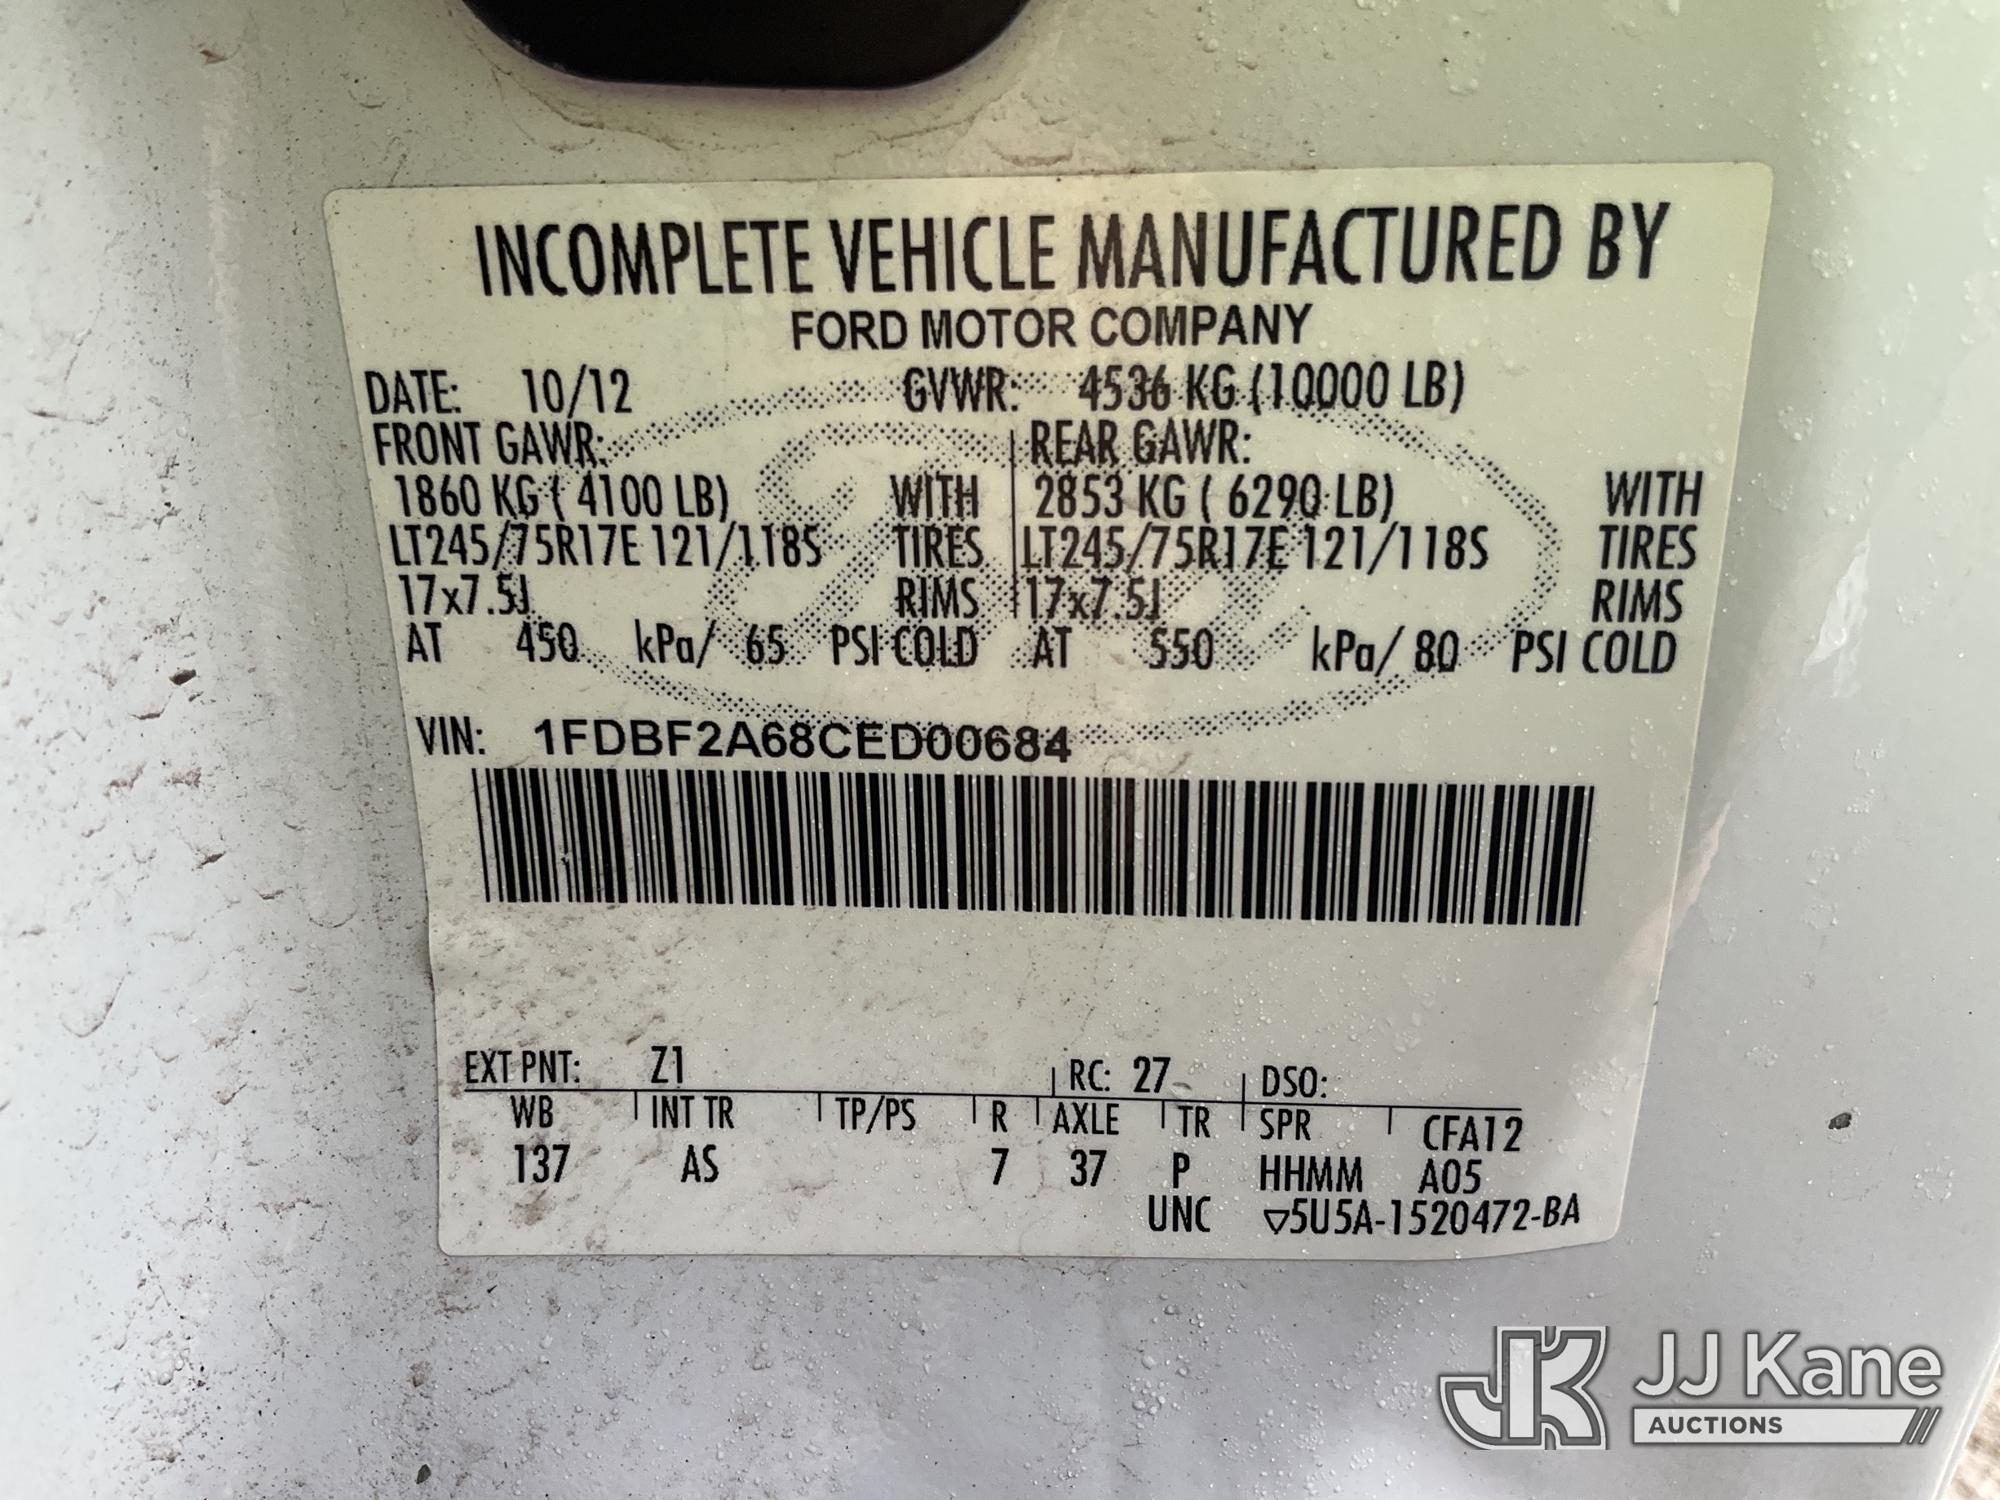 INCOMPLETE VEHICLE MANUFACTURED BY
FORD MOTOR COMPANY
DATE: 10/12 GVWR: 4536 KG (10000 LB)
FRONT GAWR: REAR GAWR:
1860 KG ( 4100 LB) WITH 2853 KG ( 6290 LB) WITH
LT245/75R17E 121/118S TIRES LT245/75R17E 121/118S TIRES
17x7.5J RIMS 17x7.5J RIMS
AT 450 kPa/ 65 PSI COLD AT 550 kPa/ 80 PSI COLD
VIN: 1FDBF2A68CED00684
EXT PNT: Z1 RC: 27 DSO:
WB INT TR TP/PS R AXLE TR SPR CFA12
137 AS 7 37 P HHMM A05
UNC ▽5U5A-1520472-BA
JK JJ Kane
AUCTIONS